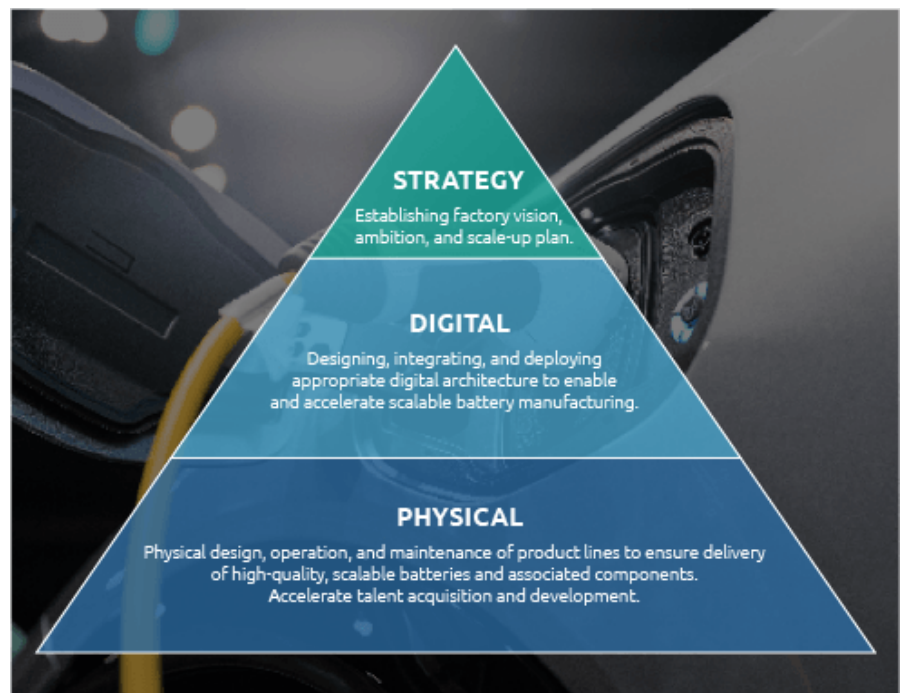 STRATEGY
Establishing factory vision,
ambition, and scale-up plan.
DIGITAL
Designing, integrating, and deploying
appropriate digital architecture to enable
and accelerate scalable battery manufacturing.
PHYSICAL
Physical design, operation, and maintenance of product lines to ensure delivery
of high-quality, scalable batteries and associated components.
Accelerate talent acquisition and development.